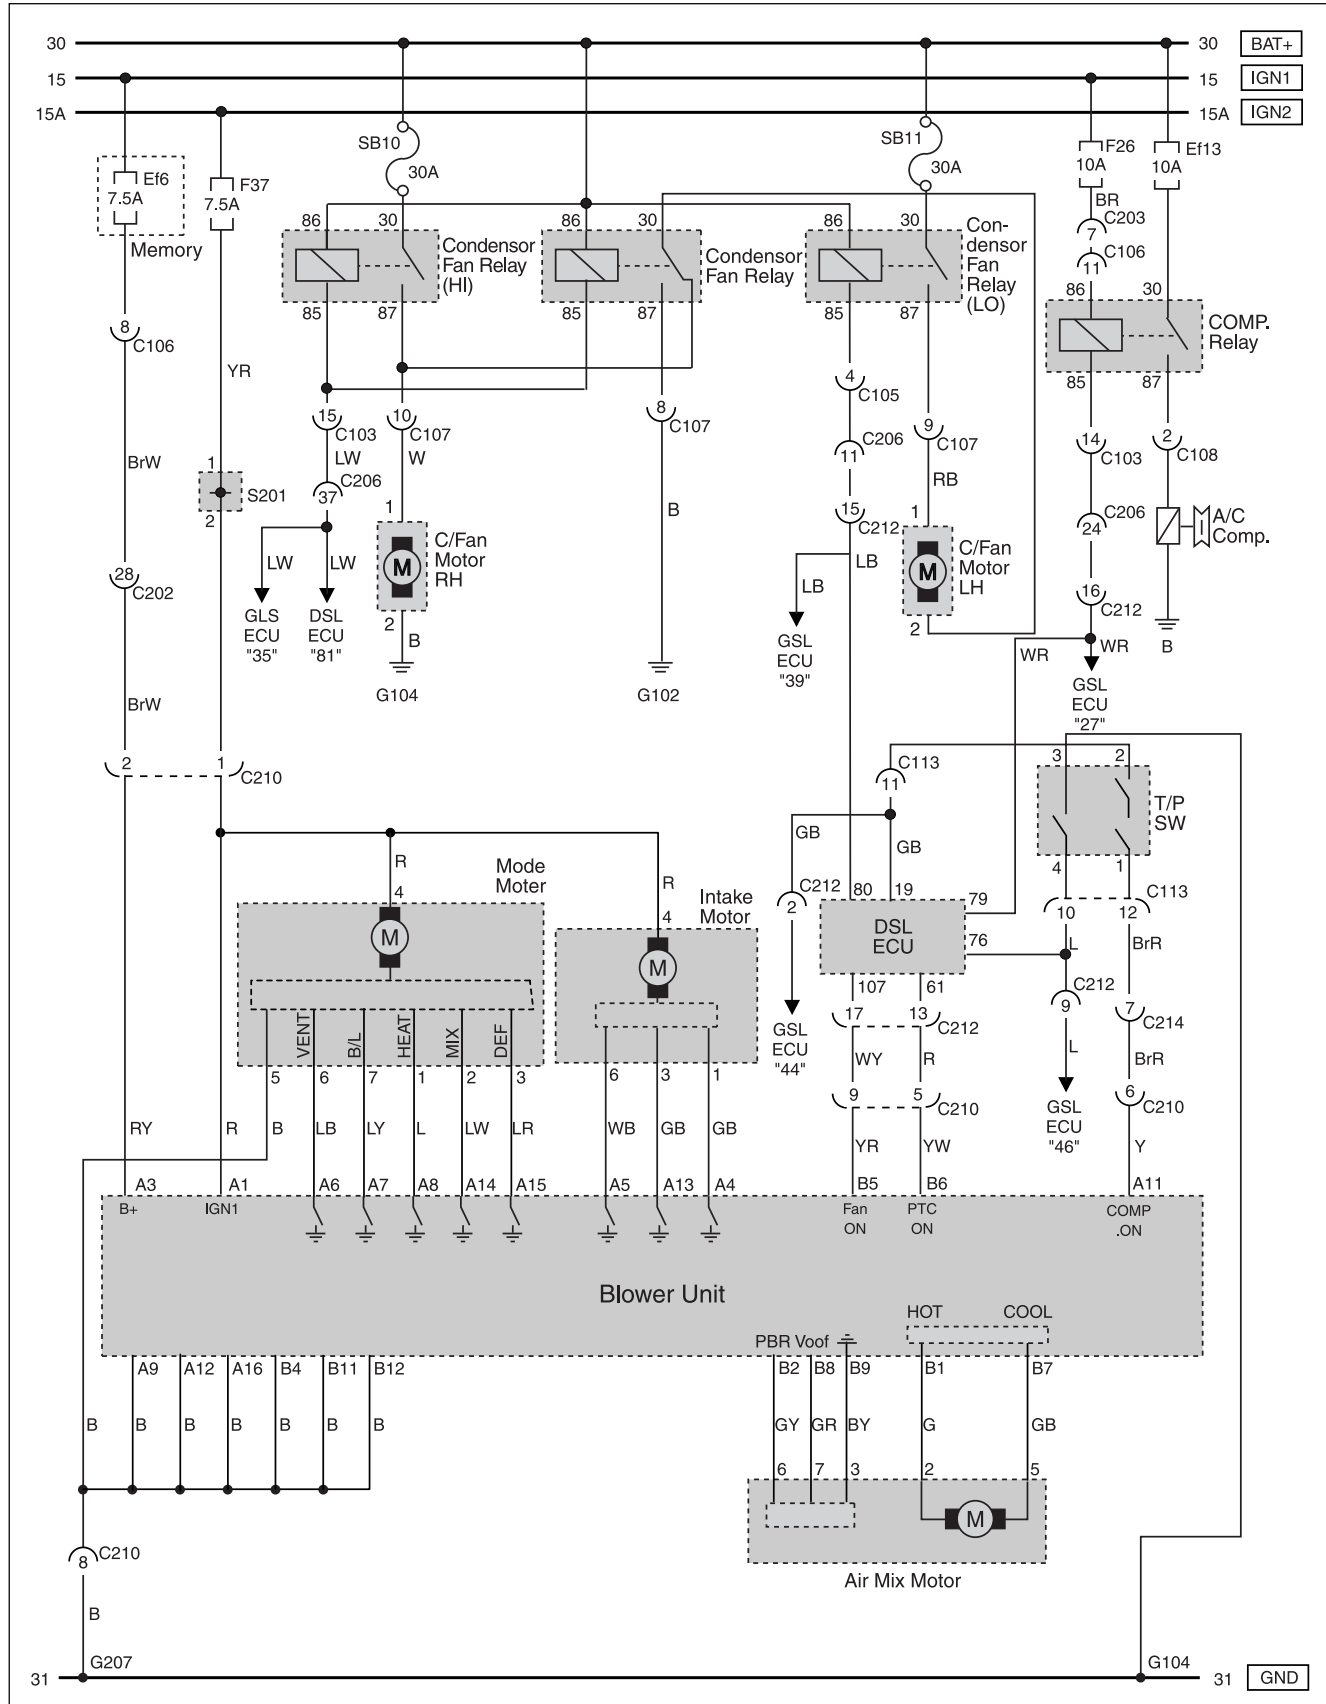 30
30
BAT+
15
15
IGN1
15A
15A
IGN2
SB10
30A
SB11
30A
Ef6
7.5A
Memory
F37
7.5A
F26
10A
Ef13
10A
BR
C203
7
C106
11
86
30
Condensor
Fan Relay
(HI)
85
87
86
30
Condensor
Fan Relay
85
87
86
30
Con-
densor
Fan
Relay
(LO)
85
87
86
30
COMP.
Relay
85
87
8
C106
YR
4
C105
15
C103
10
C107
8
C107
9
C107
14
C103
2
C108
LW
W
C206
37
C206
11
BrW
1
S201
2
RB
B
15
C212
C206
24
A/C
Comp.
1
C/Fan
Motor
RH
M
2
B
1
C/Fan
Motor
LH
M
2
LW
LW
GLS
ECU
"35"
DSL
ECU
"81"
28
C202
LB
LB
GSL
ECU
"39"
16
C212
B
WR
WR
GSL
ECU
"27"
G104
G102
BrW
2
1
C210
C113
11
3
2
T/P
SW
4
1
GB
GB
R
Mode
Moter
4
M
R
Intake
Motor
4
M
C212
2
80
19
79
DSL
ECU
76
107
61
C113
10
12
L
BrR
C212
9
7
C214
GSL
ECU
"44"
17
13
C212
VENT
B/L
HEAT
MIX
DEF
5
6
7
1
2
3
6
3
1
WY
R
L
BrR
9
5
C210
GSL
ECU
"46"
6
C210
RY
R
B
LB
LY
L
LW
LR
WB
GB
GB
YR
YW
Y
A3
A1
A6
A7
A8
A14
A15
A5
A13
A4
B5
B6
A11
B+
IGN1
Fan
ON
PTC
ON
COMP
.ON
Blower Unit
HOT
COOL
PBR Voof
A9
A12
A16
B4
B11
B12
B2
B8
B9
B1
B7
B
B
B
B
B
B
B
GY
GR
BY
G
GB
6
7
3
2
5
M
Air Mix Motor
C210
8
B
G207
G104
31
31
GND